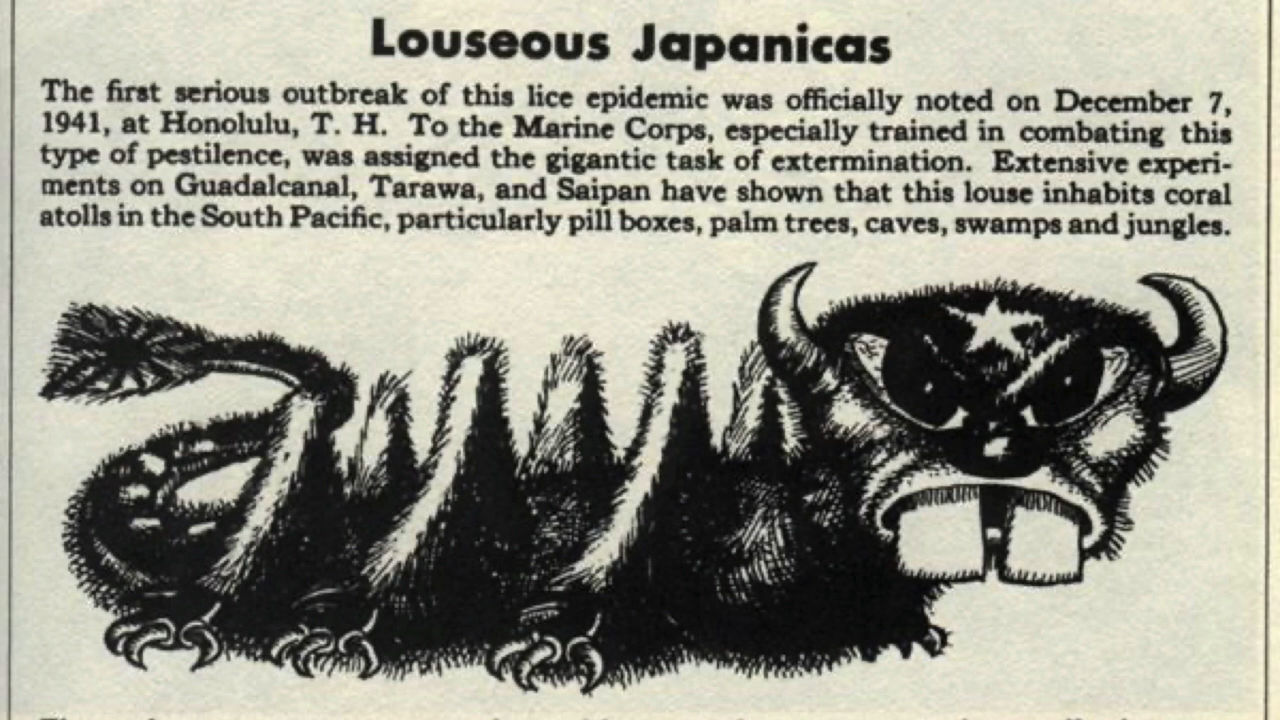 Louseous Japanicas
The first serious outbreak of this lice epidemic was officially noted on December 7,
1941, at Honolulu, T. H. To the Marine Corps, especially trained in combating this
type of pestilence, was assigned the gigantic task of extermination. Extensive experi-
ments on Guadalcanal, Tarawa, and Saipan have shown that this louse inhabits coral
atolls in the South Pacific, particularly pill boxes, palm trees, caves, swamps and jungles.